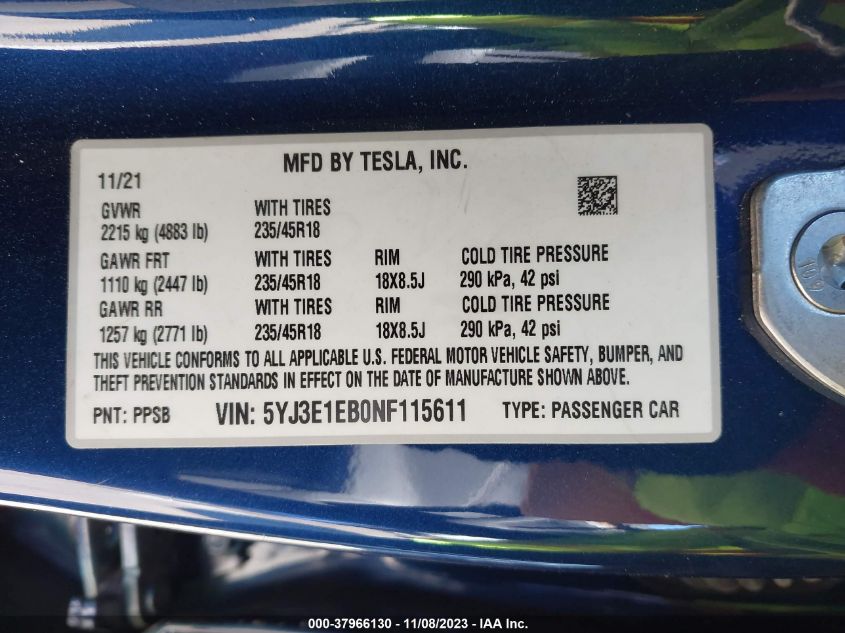 MFD BY TESLA, INC.
11/21
GVWR WITH TIRES
2215 kg (4883 lb) 235/45R18
GAWR FRT WITH TIRES RIM COLD TIRE PRESSURE
1110 kg (2447 lb) 235/45R18 18X8.5J 290 kPa, 42 psi
GAWR RR WITH TIRES RIM COLD TIRE PRESSURE
1257 kg (2771 lb) 235/45R18 18X8.5J 290 kPa, 42 psi
THIS VEHICLE CONFORMS TO ALL APPLICABLE U.S. FEDERAL MOTOR VEHICLE SAFETY, BUMPER, AND
THEFT PREVENTION STANDARDS IN EFFECT ON THE DATE OF MANUFACTURE SHOWN ABOVE.
PNT: PPSB VIN: 5YJ3E1EB0NF115611 TYPE: PASSENGER CAR
000-37966130 - 11/08/2023 - IAA Inc.